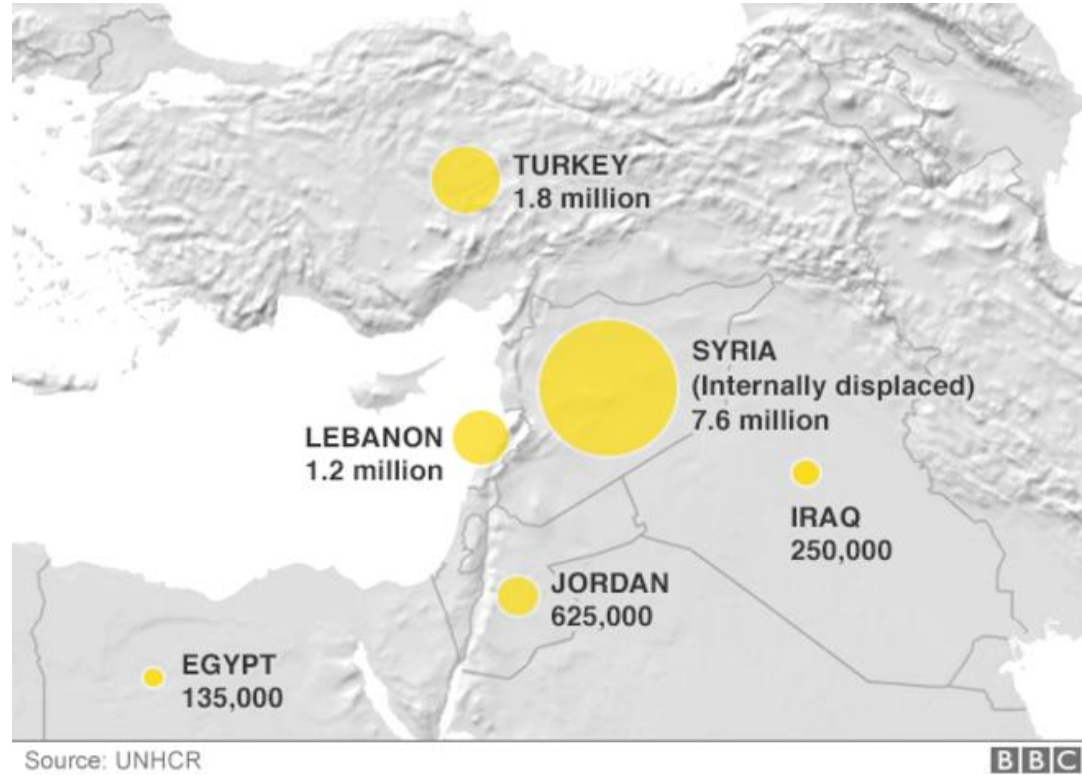 TURKEY
1.8 million
SYRIA
(Internally displaced)
7.6 million
LEBANON
1.2 million
IRAQ
250,000
JORDAN
625,000
EGYPT
135,000
Source: UNHCR
BBC